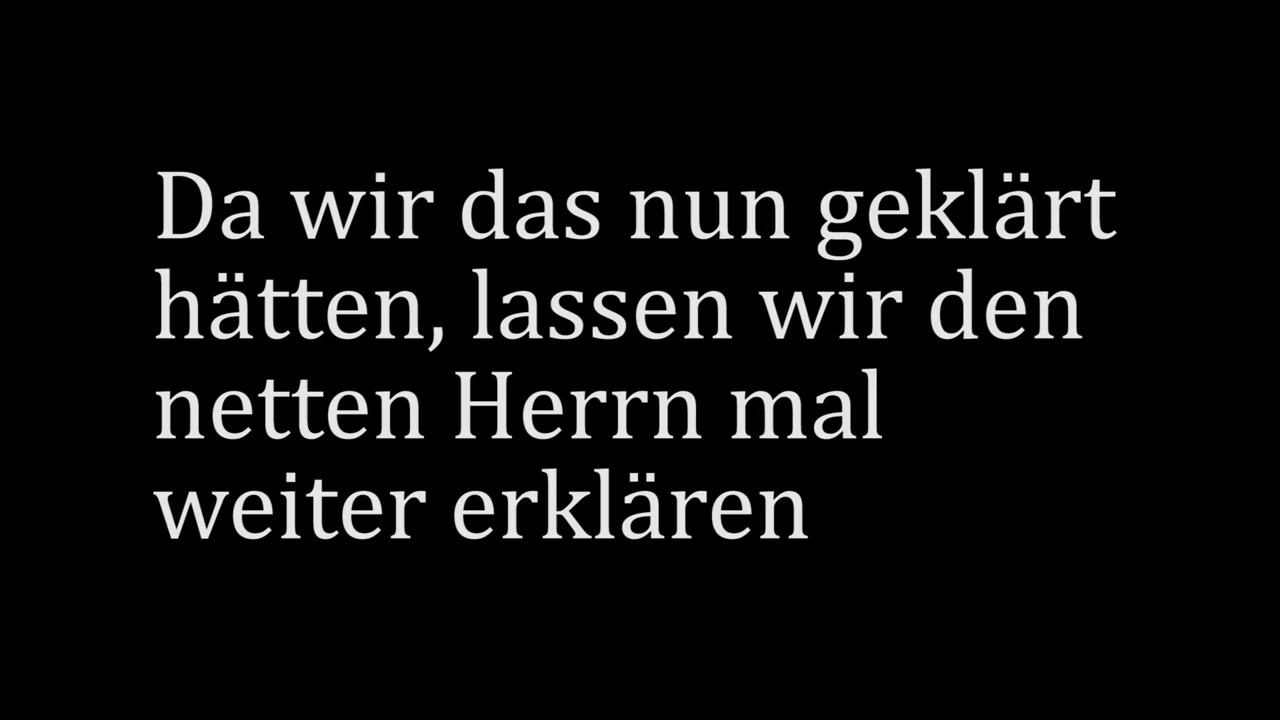 Da wir das nun geklärt
hätten, lassen wir den
netten Herrn mal
weiter erklären